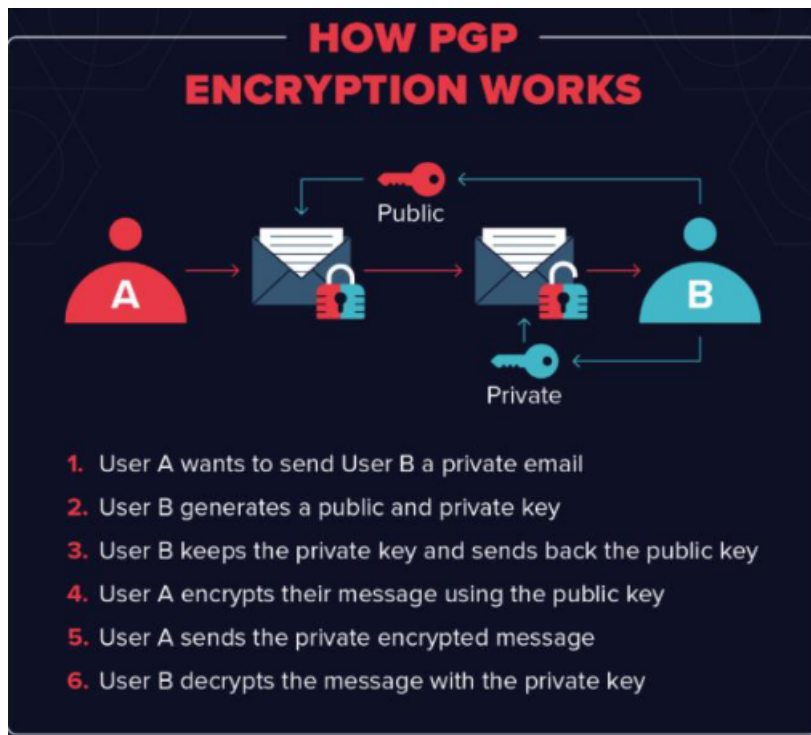 HOW PGP
ENCRYPTION WORKS
Public
A
B
Private
1. User A wants to send User B a private email
2. User B generates a public and private key
3. User B keeps the private key and sends back the public key
4. User A encrypts their message using the public key
5. User A sends the private encrypted message
6. User B decrypts the message with the private key